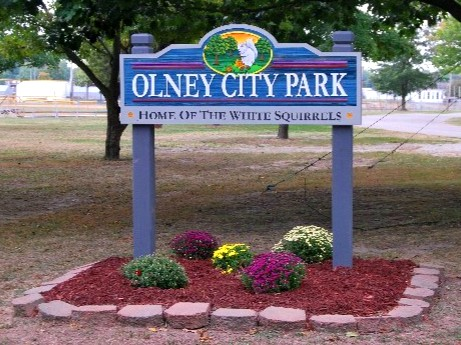 OLNEY CITY PARK
HOME OF THE WHITE SQUIRRELS